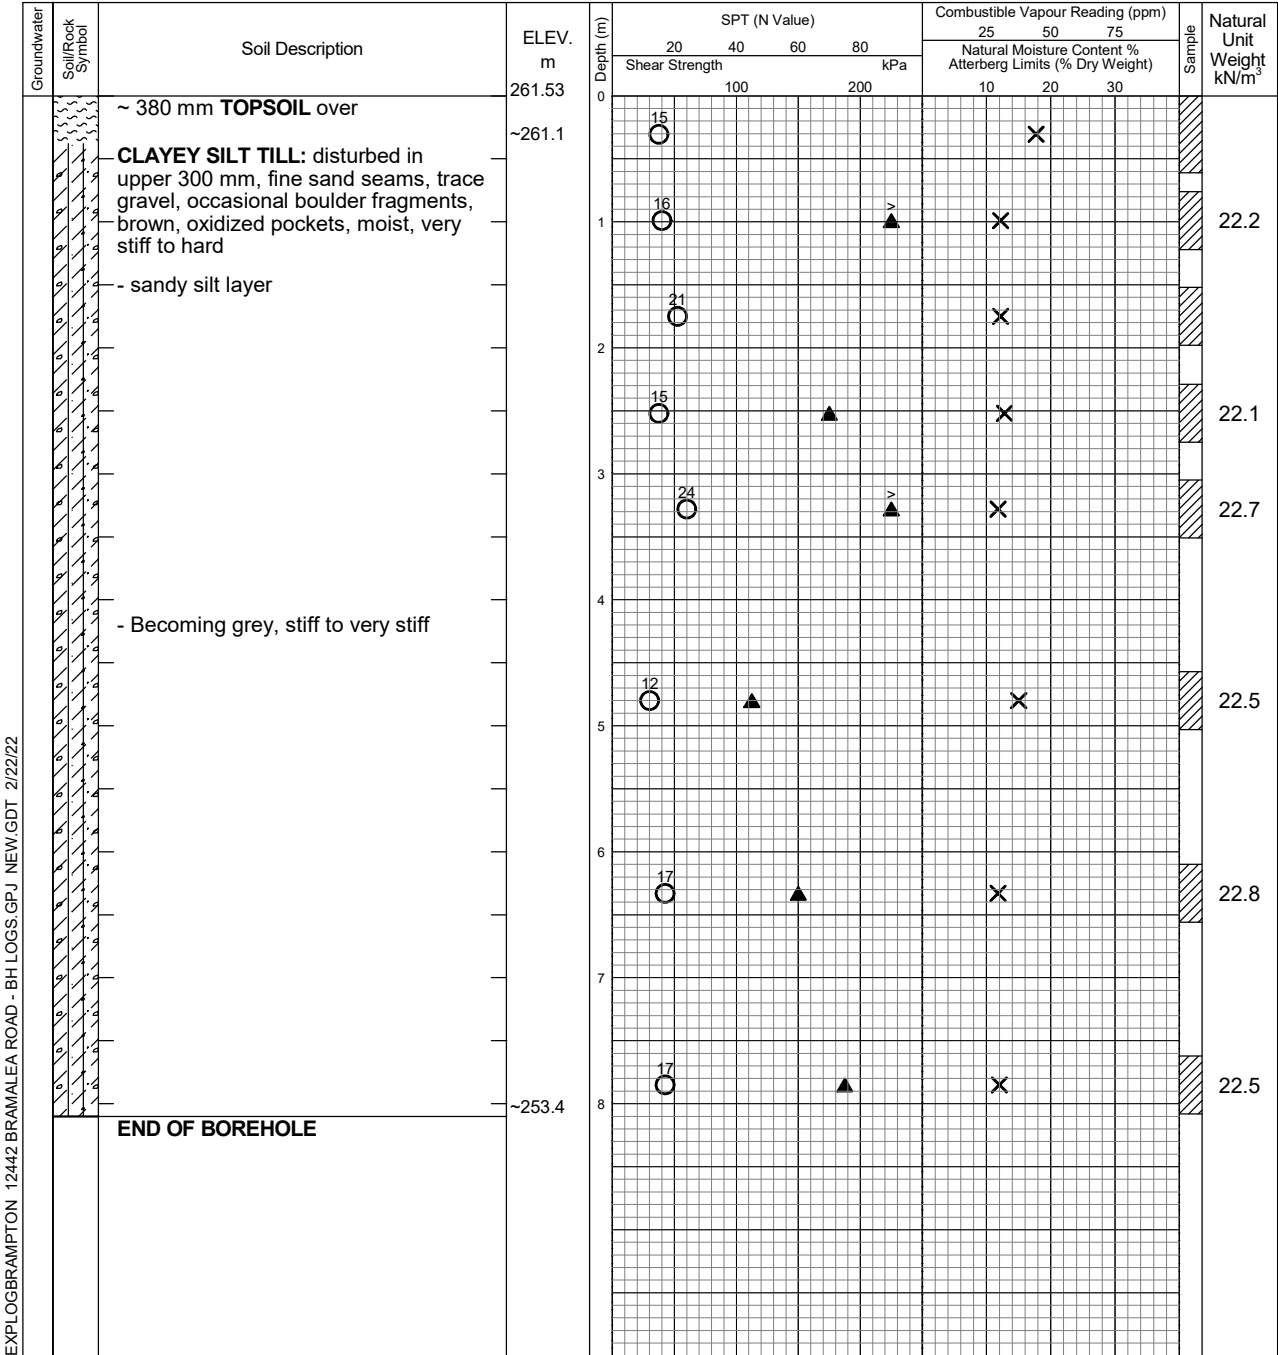 Groundwater
Soil/Rock
Symbol
Soil Description
ELEV.
m
261.53
Depth (m)
SPT (N Value)
20 40 60 80
Shear Strength kPa
100 200
Combustible Vapour Reading (ppm)
25 50 75
Natural Moisture Content %
Atterberg Limits (% Dry Weight)
10 20 30
Sample
Natural
Unit
Weight
kN/m³
0
~ 380 mm TOPSOIL over
15
~261.1
CLAYEY SILT TILL: disturbed in
upper 300 mm, fine sand seams, trace
gravel, occasional boulder fragments,
brown, oxidized pockets, moist, very
stiff to hard
16 >
1
22.2
- sandy silt layer
21
2
15
22.1
3
24 >
22.7
4
- Becoming grey, stiff to very stiff
12
22.5
5
6
17
22.8
7
17
22.5
8
~253.4
END OF BOREHOLE
EXPLOGBRAMPTON 12442 BRAMALEA ROAD - BH LOGS.GPJ NEW.GDT 2/22/22